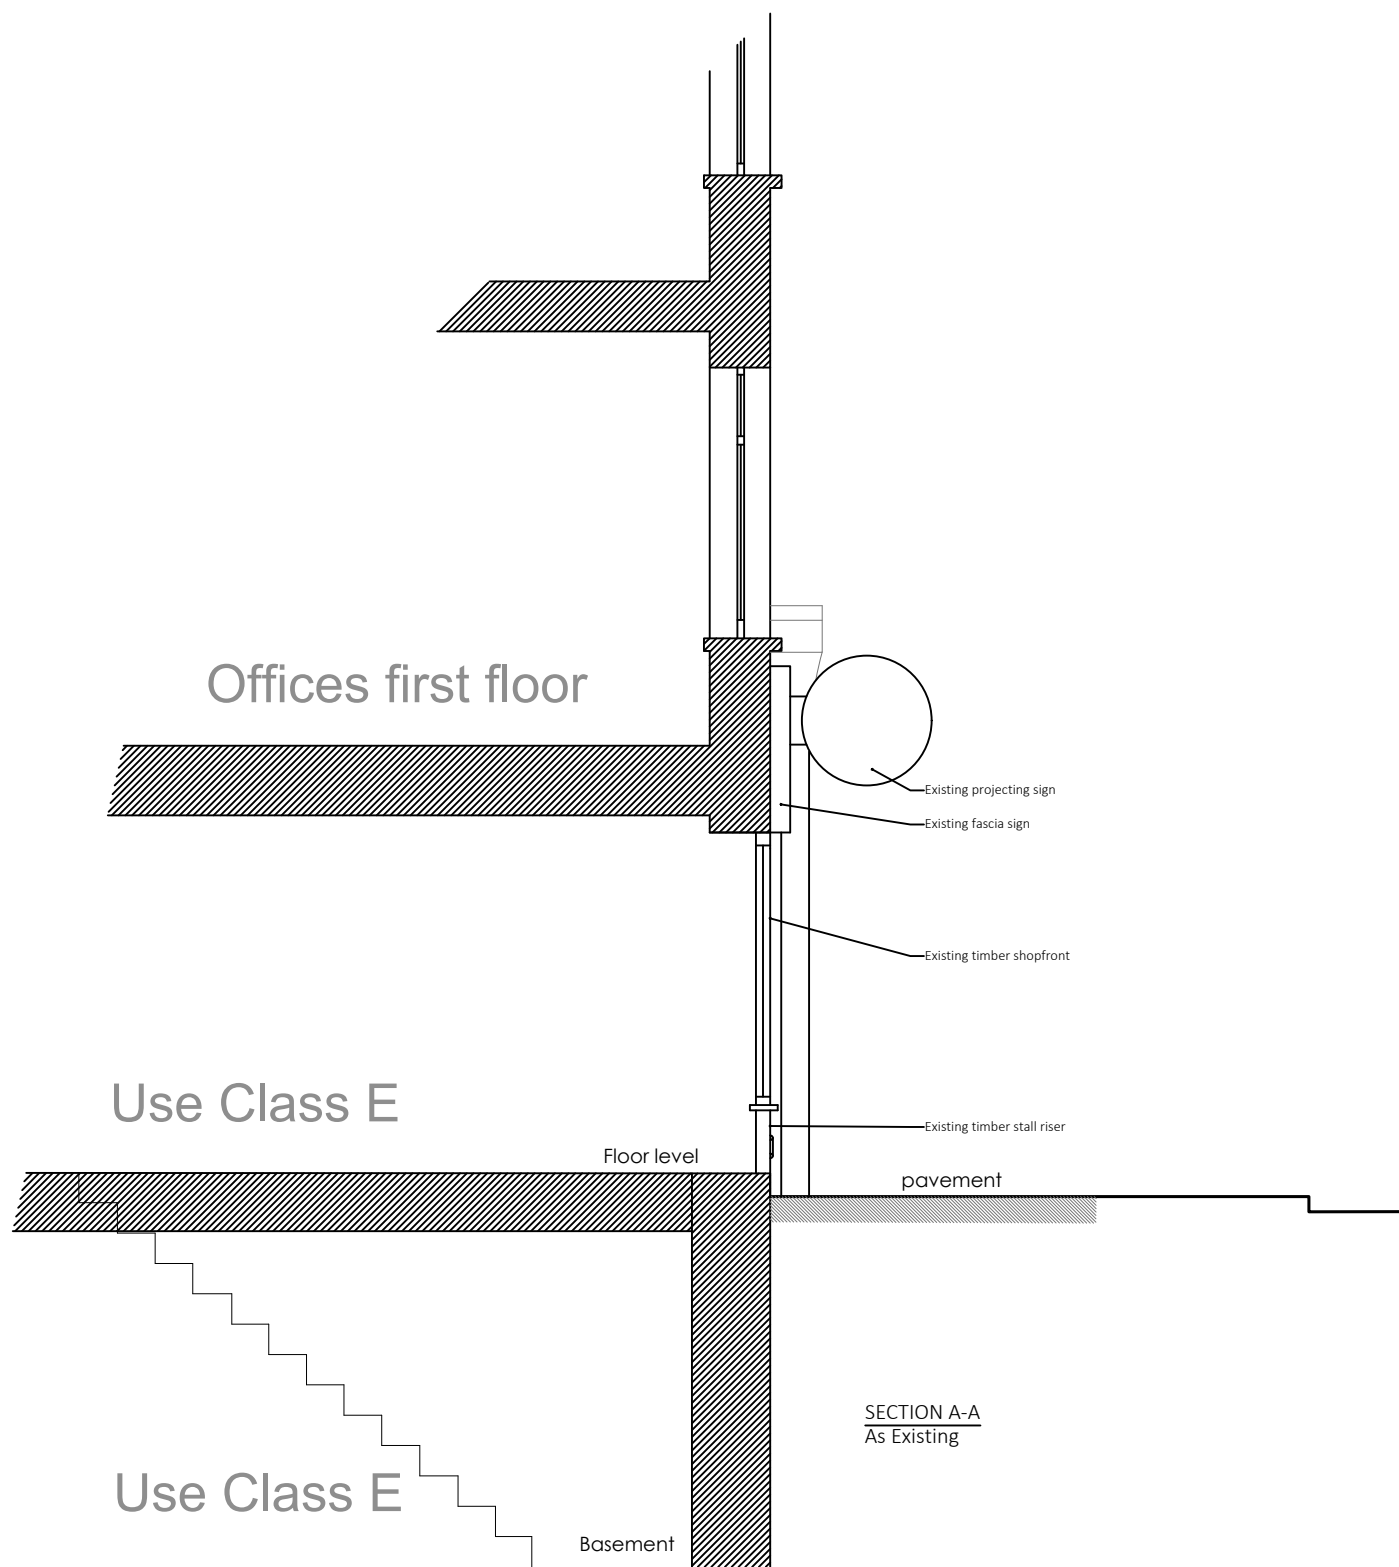 Offices first floor
Existing projecting sign
Existing fascia sign
Existing timber shopfront
Use Class E
Existing timber stall riser
Floor level
pavement
SECTION A-A
As Existing
Use Class E
Basement